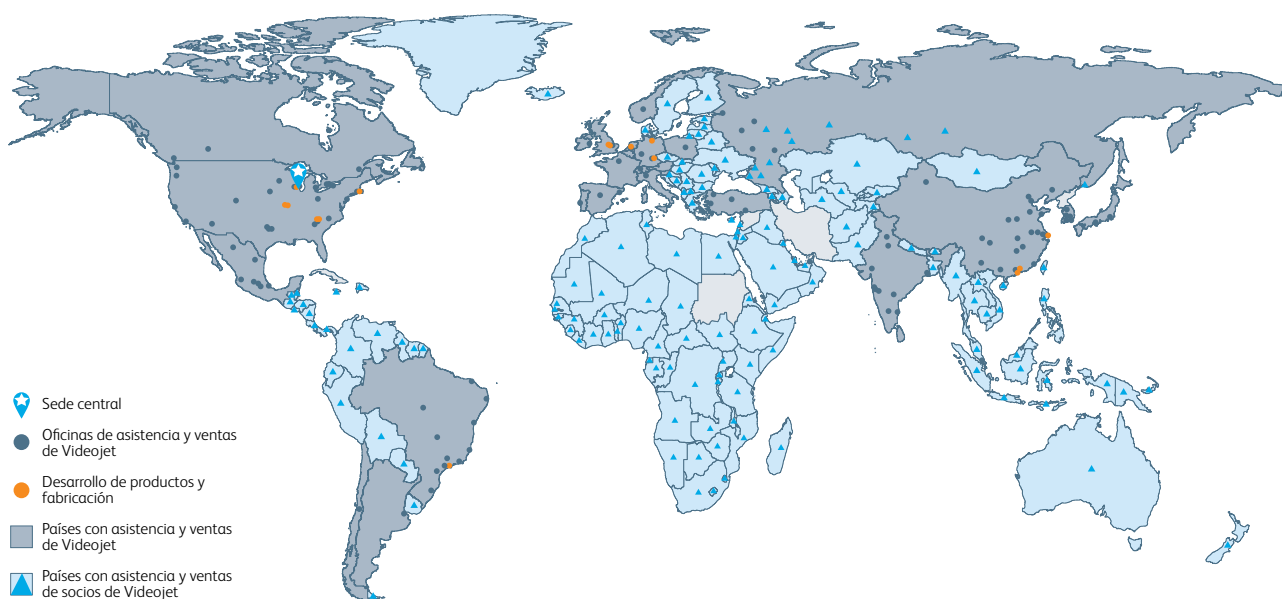 Sede central
Oficinas de asistencia y ventas
de Videojet
Desarrollo de productos y
fabricación
Países con asistencia y ventas
de Videojet
Países con asistencia y ventas
de socios de Videojet